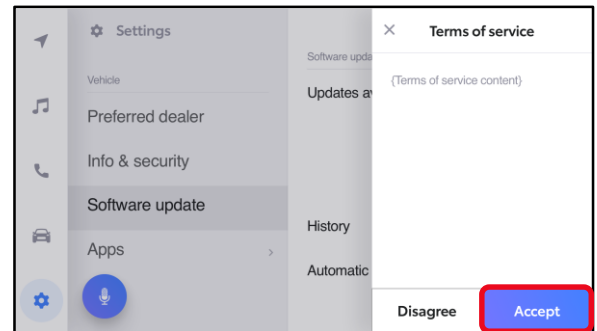 Settings
Vehicle
Preferred dealer
Info & security
Software update
Apps
Software upda
Updates av
History
Automatic
Terms of service
{Terms of service content}
Disagree
Accept